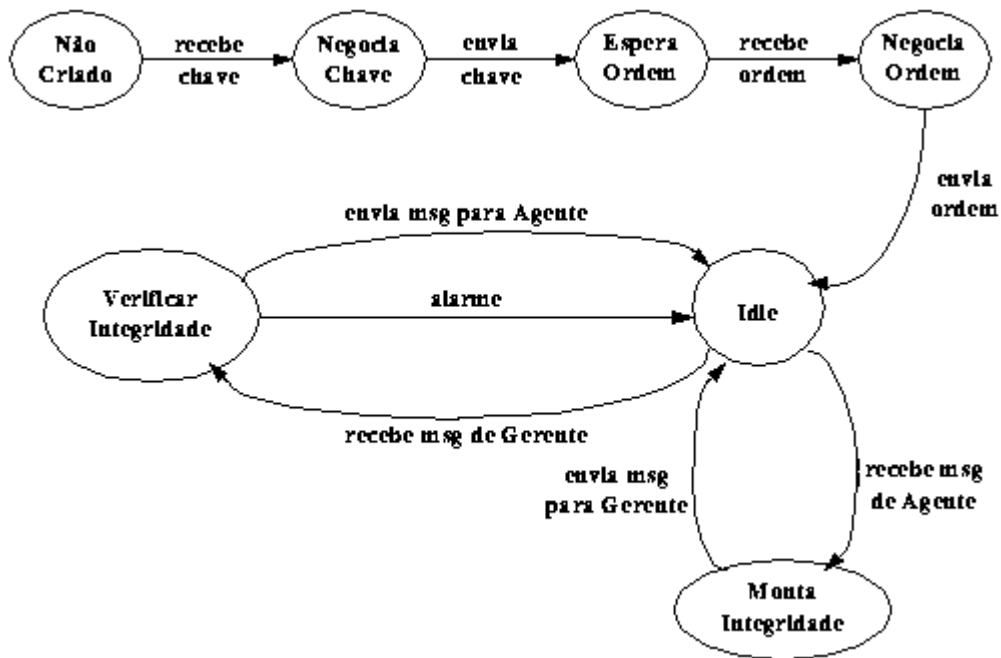 Não
Criado
recebe
chave
Negocia
Chave
envia
chave
Espera
Ordem
recebe
ordem
Negocia
Ordem
envia
ordem
envia msg para Agente
Verificar
Integridade
alarme
Idle
recebe msg de Gerente
envia msg
para Gerente
recebe msg
de Agente
Monta
Integridade